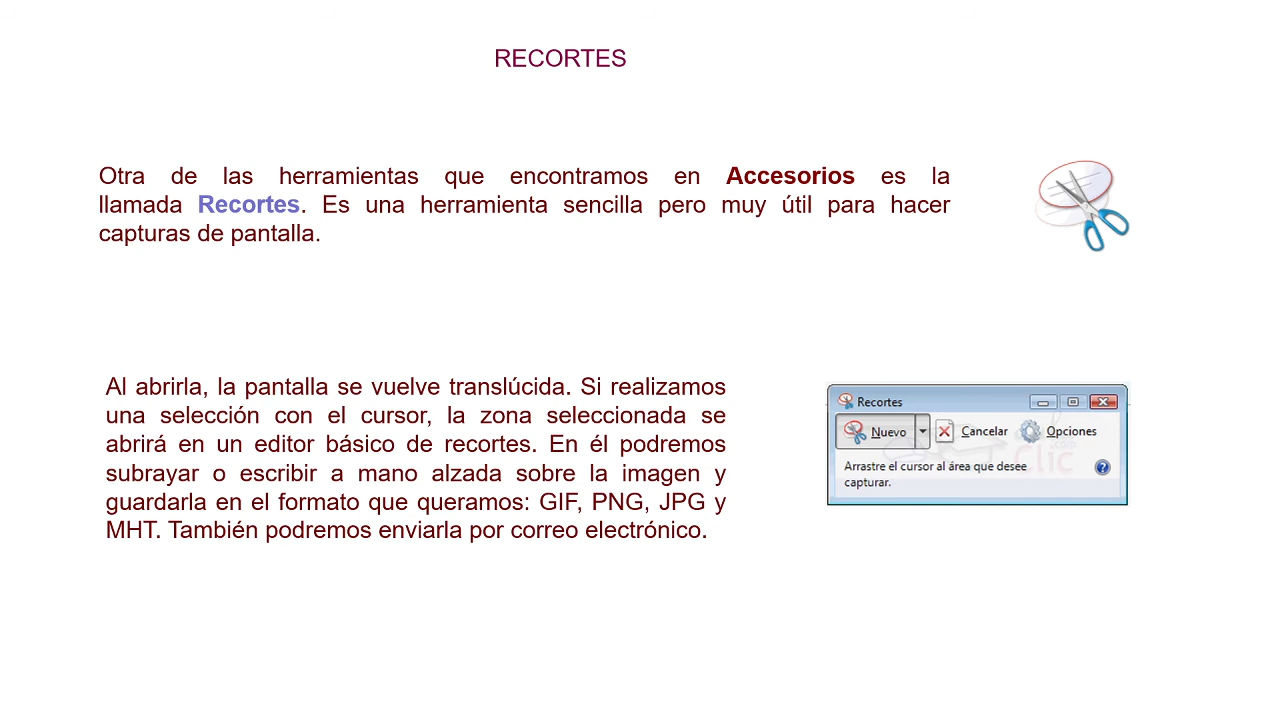 RECORTES
Otra de las herramientas que encontramos en Accesorios es la
llamada Recortes. Es una herramienta sencilla pero muy útil para hacer
capturas de pantalla.
Al abrirla, la pantalla se vuelve translúcida. Si realizamos
una selección con el cursor, la zona seleccionada se
abrirá en un editor básico de recortes. En él podremos
subrayar o escribir a mano alzada sobre la imagen y
guardarla en el formato que queramos: GIF, PNG, JPG y
MHT. También podremos enviarla por correo electrónico.
Recortes
Nuevo Cancelar Opciones
Arrastre el cursor al área que desee
capturar.
Clic